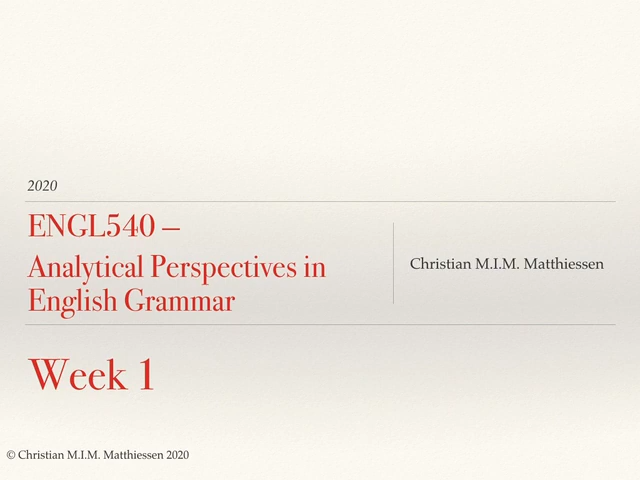 2020
ENGL540 –
Analytical Perspectives in
English Grammar
Christian M.I.M. Matthiessen
Week 1
© Christian M.I.M. Matthiessen 2020